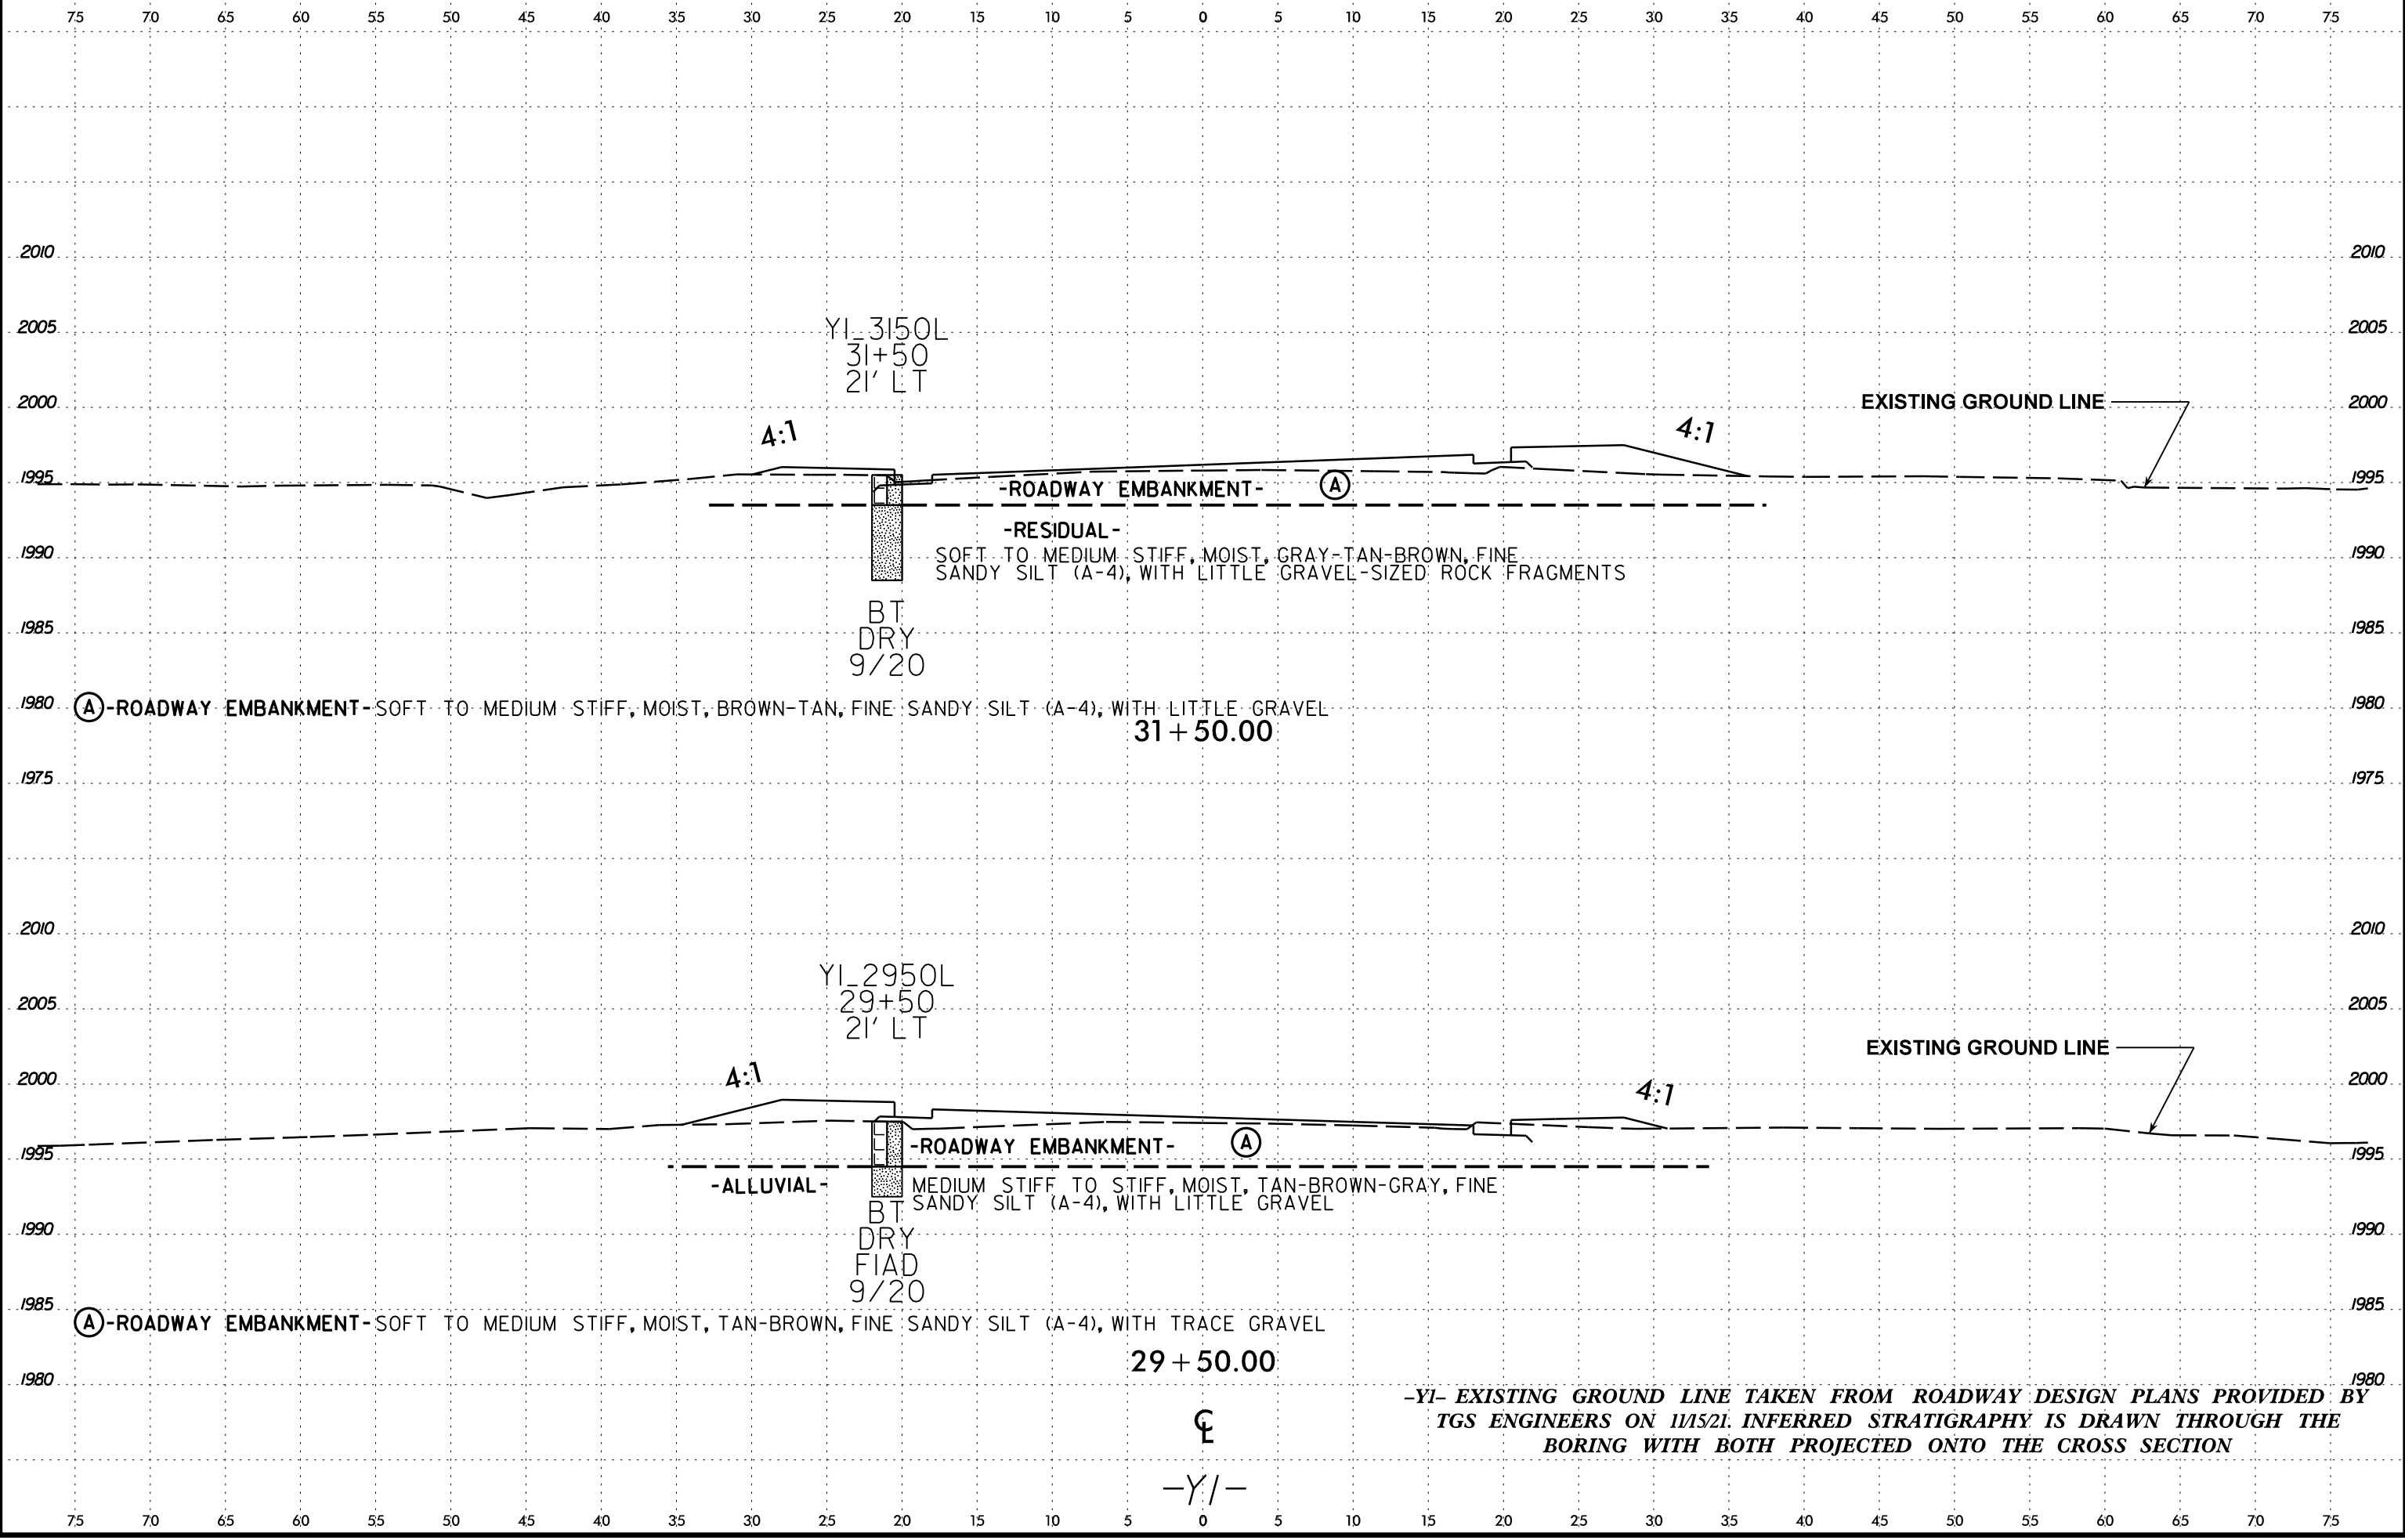 75 70 65 60 55 50 45 40 35 30 25 20 15 10 5 0 5 10 15 20 25 30 35 40 45 50 55 60 65 70 75
2010 2010
2005 2005
Y1_3150L
31+50
21' LT
2000 2000
EXISTING GROUND LINE
4:1 4:1
1995 1995
-ROADWAY EMBANKMENT- A
-RESIDUAL-
1990 1990
SOFT TO MEDIUM STIFF, MOIST, GRAY-TAN-BROWN, FINE
SANDY SILT (A-4), WITH LITTLE GRAVEL-SIZED ROCK FRAGMENTS
BT
1985 1985
DRY
9/20
1980 1980
A -ROADWAY EMBANKMENT- SOFT TO MEDIUM STIFF, MOIST, BROWN-TAN, FINE SANDY SILT (A-4), WITH LITTLE GRAVEL
31+50.00
1975 1975
2010 2010
Y1_2950L
2005 2005
29+50
21' LT
EXISTING GROUND LINE
2000 2000
4:1 4:1
1995 1995
-ROADWAY EMBANKMENT- A
-ALLUVIAL-
MEDIUM STIFF TO STIFF, MOIST, TAN-BROWN-GRAY, FINE
SANDY SILT (A-4), WITH LITTLE GRAVEL
BT
1990 1990
DRY
FIAD
9/20
1985 1985
A -ROADWAY EMBANKMENT- SOFT TO MEDIUM STIFF, MOIST, TAN-BROWN, FINE SANDY SILT (A-4), WITH TRACE GRAVEL
29+50.00
1980 1980
-Y1- EXISTING GROUND LINE TAKEN FROM ROADWAY DESIGN PLANS PROVIDED BY
TGS ENGINEERS ON 11/15/21. INFERRED STRATIGRAPHY IS DRAWN THROUGH THE
BORING WITH BOTH PROJECTED ONTO THE CROSS SECTION
℄
-Y1-
75 70 65 60 55 50 45 40 35 30 25 20 15 10 5 0 5 10 15 20 25 30 35 40 45 50 55 60 65 70 75